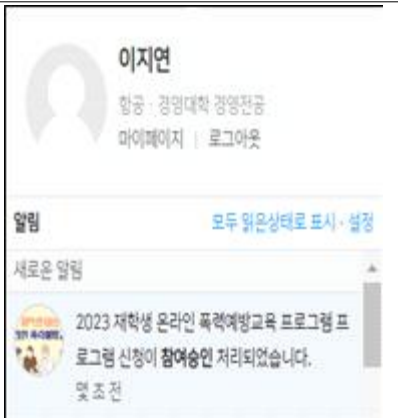 이지연
항공 · 경영대학 경영전공
마이페이지 | 로그아웃
알림
모두 읽은상태로 표시 · 설정
새로운 알림
2023 재학생 온라인 폭력예방교육 프로그램 프
로그램 신청이 참여승인 처리되었습니다.
몇 초 전